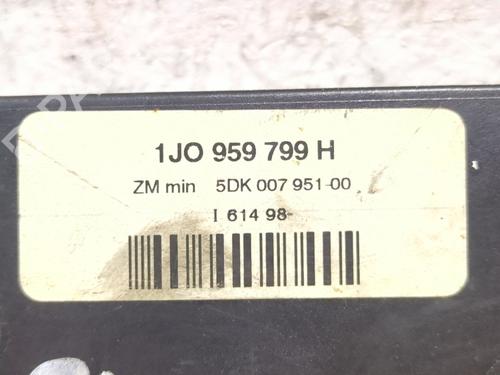 1JO 959 799 H
ZM min 5DK 007 951-00
I 614 98-